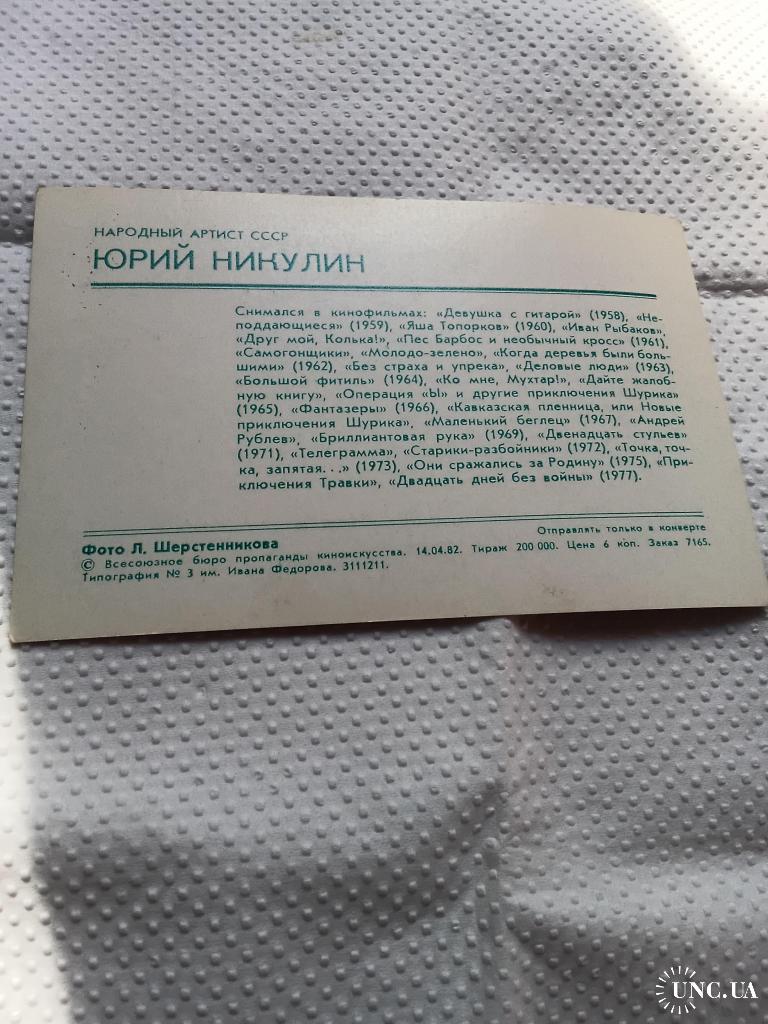 НАРОДНЫЙ АРТИСТ СССР
ЮРИЙ НИКУЛИН
Снимался в кинофильмах: «Девушка с гитарой» (1958), «Не-
поддающиеся» (1959), «Яша Топорков» (1960), «Иван Рыбаков»,
«Друг мой, Колька!», «Пес Барбос и необычный кросс» (1961),
«Самогонщики», «Молодо-зелено», «Когда деревья были боль-
шими» (1962), «Без страха и упрека», «Деловые люди» (1963),
«Большой фитиль» (1964), «Ко мне, Мухтар!», «Дайте жалоб-
ную книгу», «Операция «Ы» и другие приключения Шурика»
(1965), «Фантазеры» (1966), «Кавказская пленница, или Новые
приключения Шурика», «Маленький беглец» (1967), «Андрей
Рублев», «Бриллиантовая рука» (1969), «Двенадцать стульев»
(1971), «Телеграмма», «Старики-разбойники» (1972), «Точка, точ-
ка, запятая. . .» (1973), «Они сражались за Родину» (1975), «При-
ключения Травки», «Двадцать дней без войны» (1977).
Отправлять только в конверте
Фото Л. Шерстенникова
© Всесоюзное бюро пропаганды киноискусства. 14.04.82. Тираж 200 000. Цена 6 коп. Заказ 7165.
Типография № 3 им. Ивана Федорова. 3111211.
UNC.UA